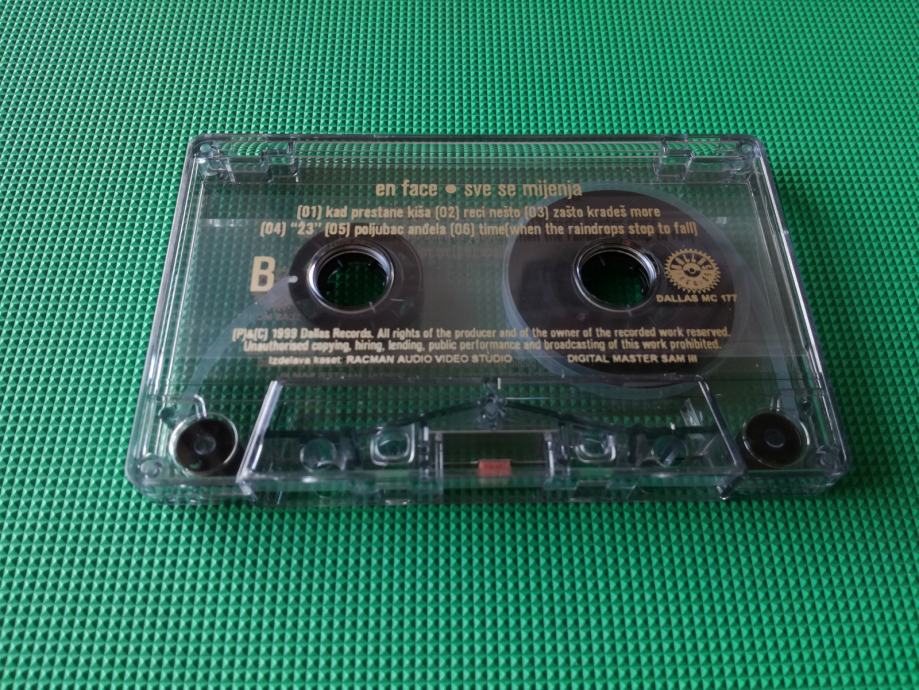 en face • sve se mijenja
(01) kad prestane kiša (02) reci nešto (03) zašto kradeš more
(04) "23" (05) poljubac anđela (06) time(when the raindrops stop to fall)
B
DALLAS
DALLAS MC 177
(P)&(C) 1999 Dallas Records. All rights of the producer and of the owner of the recorded work reserved.
Unauthorised copying, hiring, lending, public performance and broadcasting of this work prohibited.
Izdelava kaset: RACMAN AUDIO VIDEO STUDIO DIGITAL MASTER SAM III